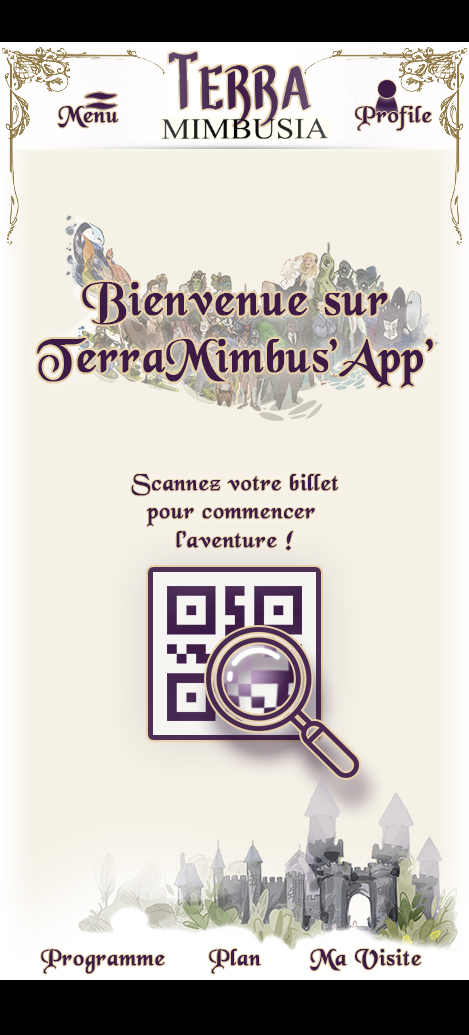 TERRA
MIMBUSIA
Menu
Profile
Bienvenue sur
TerraMimbus'App'
Scannez votre billet
pour commencer
l'aventure !
Programme
Plan
Ma Visite